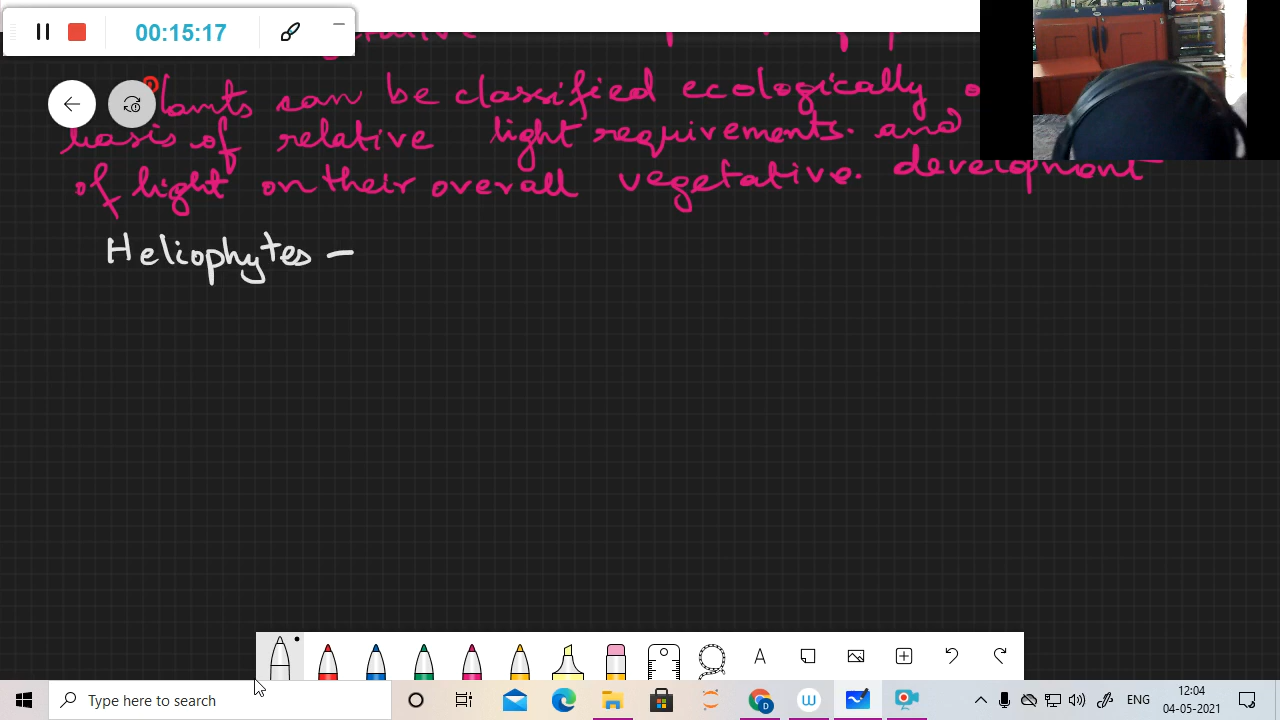 00:15:17
Plants can be classified ecologically
basis of relative light requirements. and
of light on their overall vegetative. development
Heliophytes —
A
Type here to search
D
W
ENG
12:04
04-05-2021